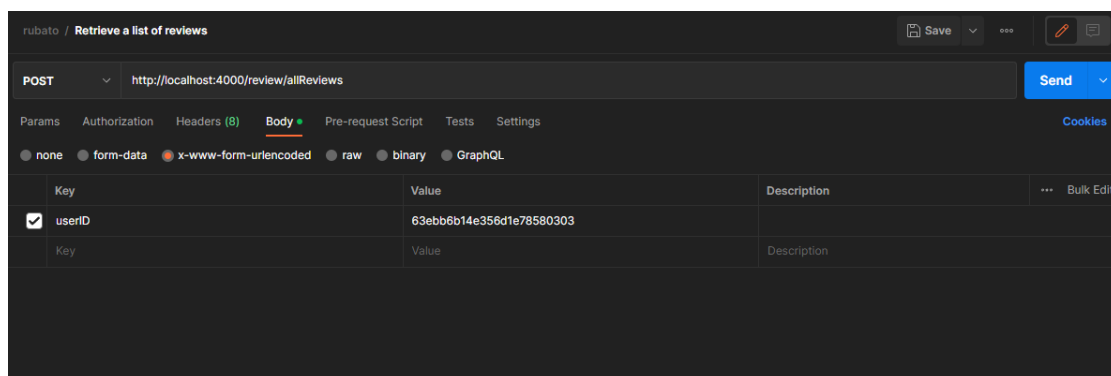 rubato / Retrieve a list of reviews
Save
POST http://localhost:4000/review/allReviews Send
Params Authorization Headers (8) Body Pre-request Script Tests Settings Cookies
none form-data x-www-form-urlencoded raw binary GraphQL
Key Value Description Bulk Edi
userID 63ebb6b14e356d1e78580303
Key Value Description